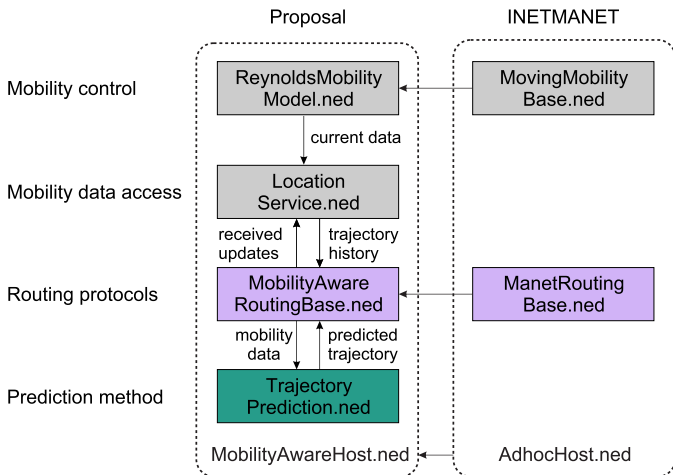 Proposal
INETMANET
Mobility control
ReynoldsMobility
Model.ned
MovingMobility
Base.ned
current data
Mobility data access
Location
Service.ned
received
updates
trajectory
history
Routing protocols
MobilityAware
RoutingBase.ned
ManetRouting
Base.ned
mobility
data
predicted
trajectory
Prediction method
Trajectory
Prediction.ned
MobilityAwareHost.ned
AdhocHost.ned